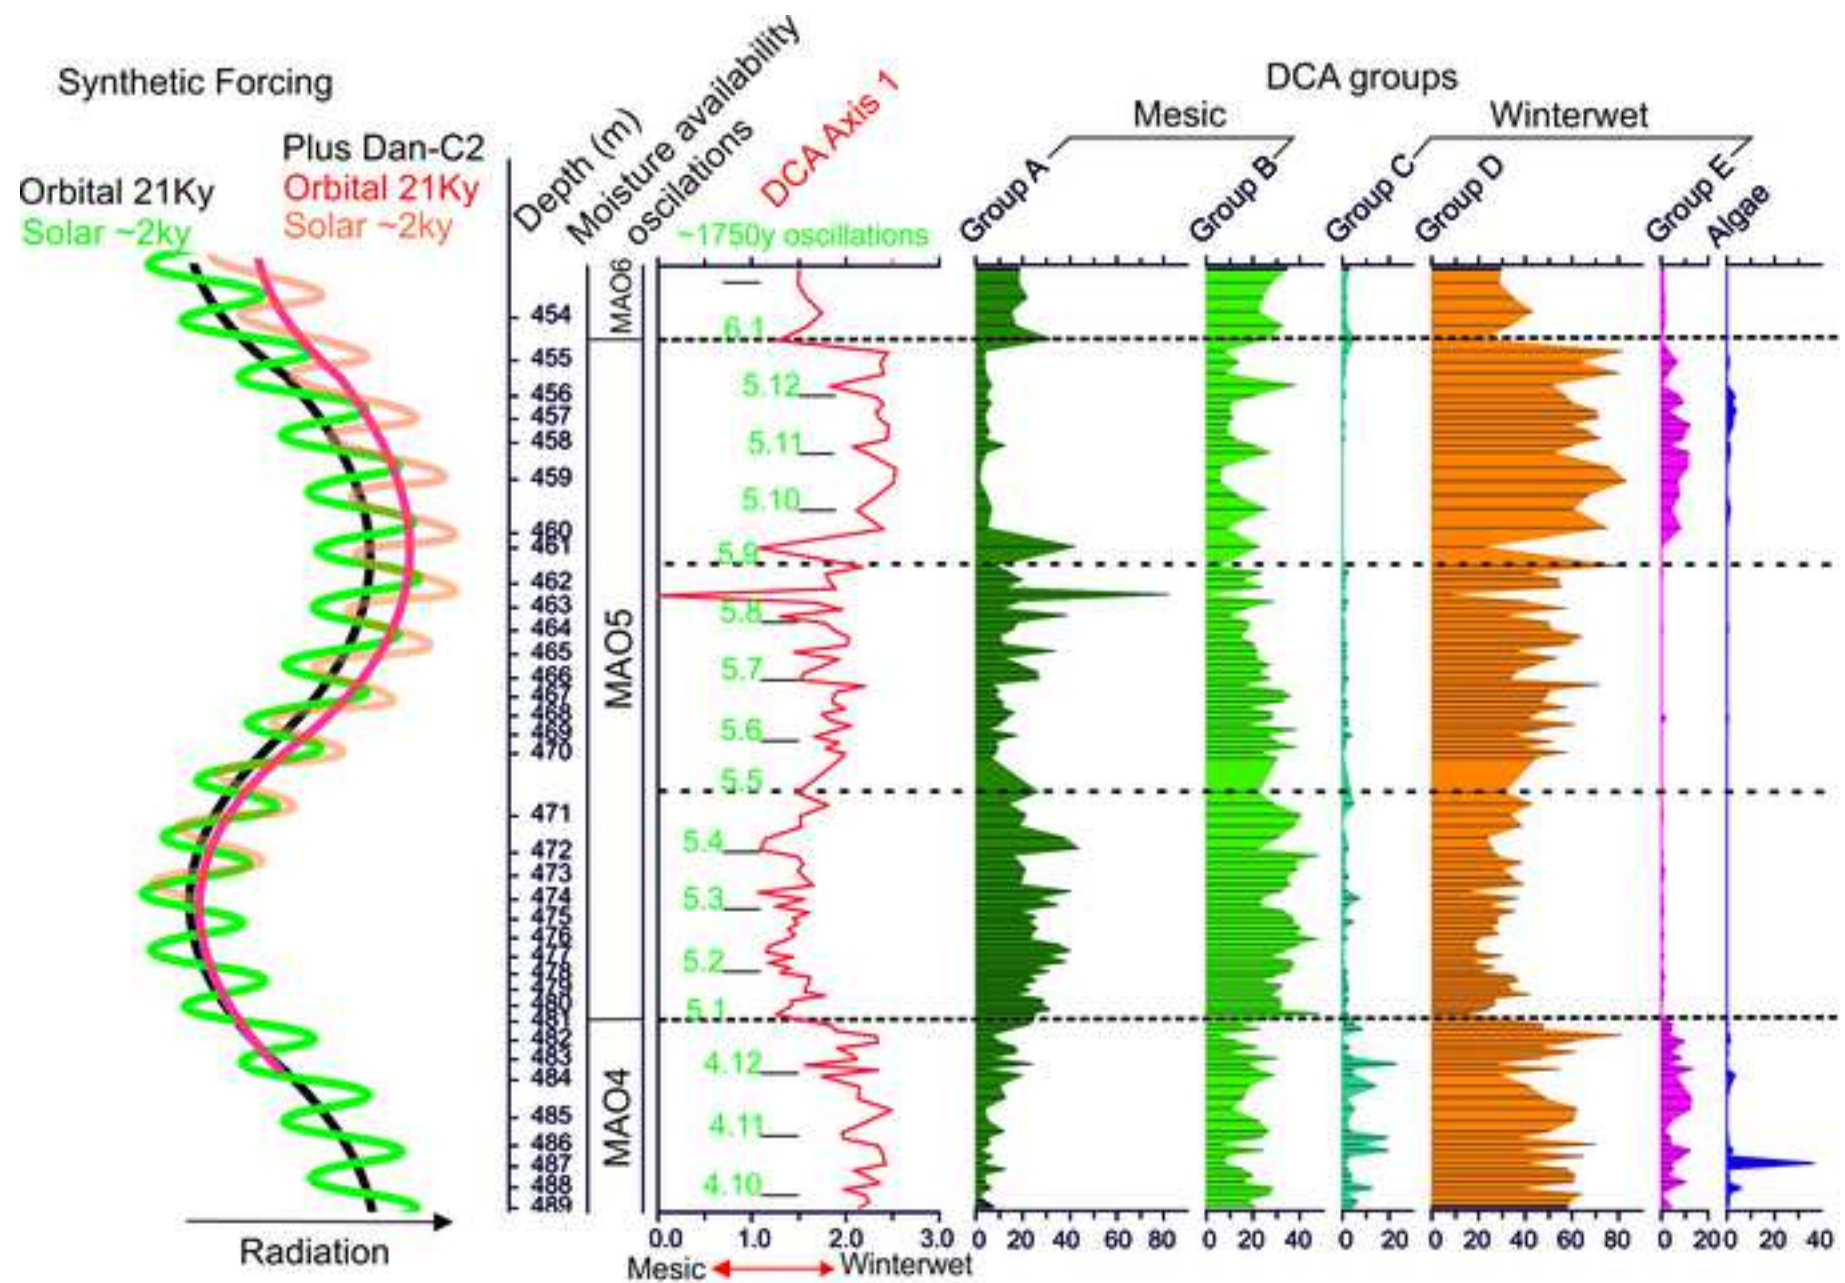 Synthetic Forcing
Plus Dan-C2
Orbital 21Ky
Orbital 21Ky
Solar ~2ky
Solar ~2ky
Depth (m)
Moisture availability
oscilations
DCA Axis 1
~1750y oscillations
DCA groups
Mesic
Winterwet
Group A
Group B
Group C
Group D
Group E
Algae
454
455
456
457
458
459
460
461
462
463
464
465
466
467
468
469
470
471
472
473
474
475
476
477
478
479
480
481
482
483
484
485
486
487
488
489
MAO6
MAO5
MAO4
6.1
5.12
5.11
5.10
5.9
5.8
5.7
5.6
5.5
5.4
5.3
5.2
5.1
4.12
4.11
4.10
0.0 1.0 2.0 3.0
0 20 40 60 80
0 20 40
0 20
0 20 40 60 80
0 20
0 20 40
Radiation
Mesic Winterwet